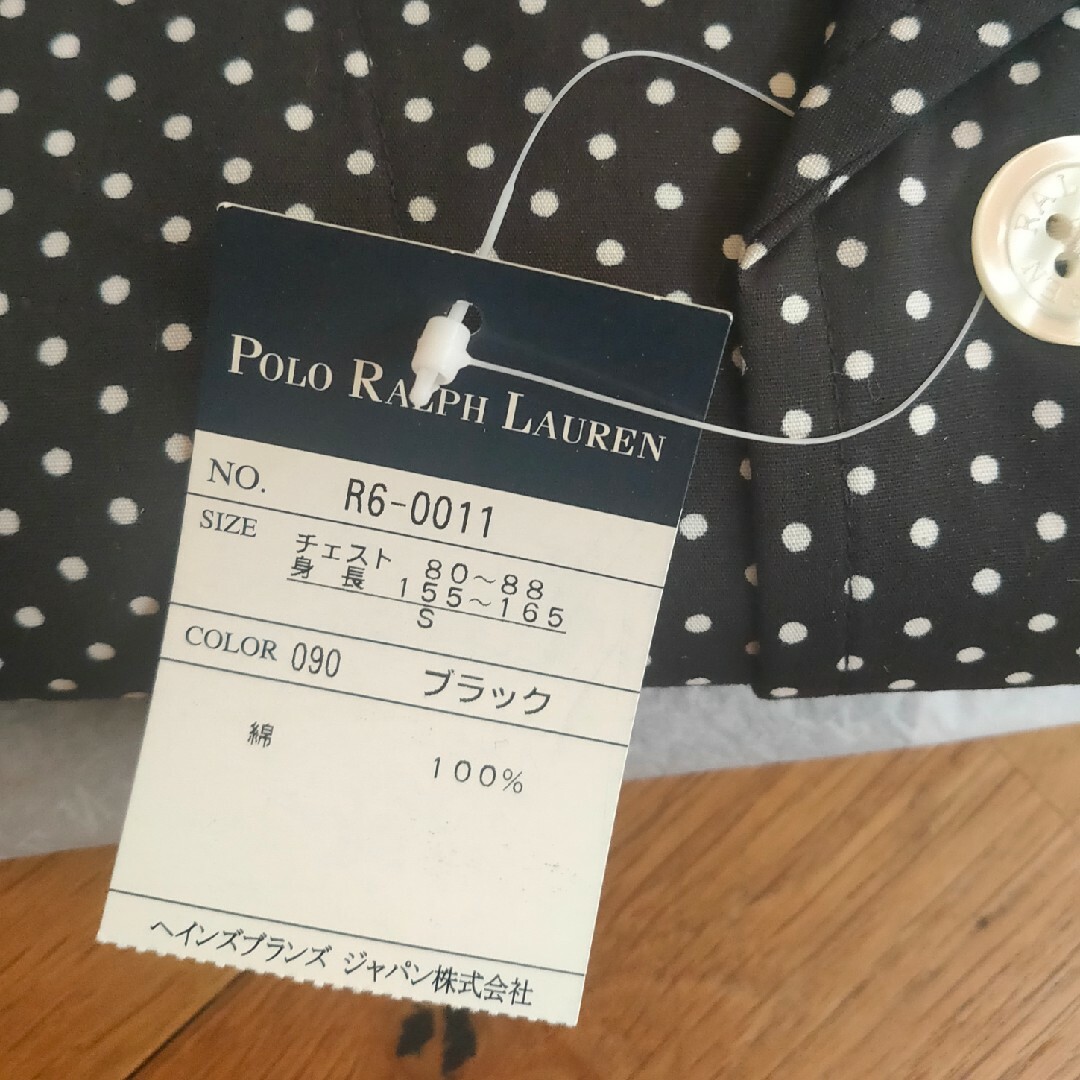 POLO RALPH LAUREN
NO. R6-0011
SIZE チェスト 80~88
身長 155~165
S
COLOR 090 ブラック
綿 100%
ヘインズブランズ ジャパン株式会社